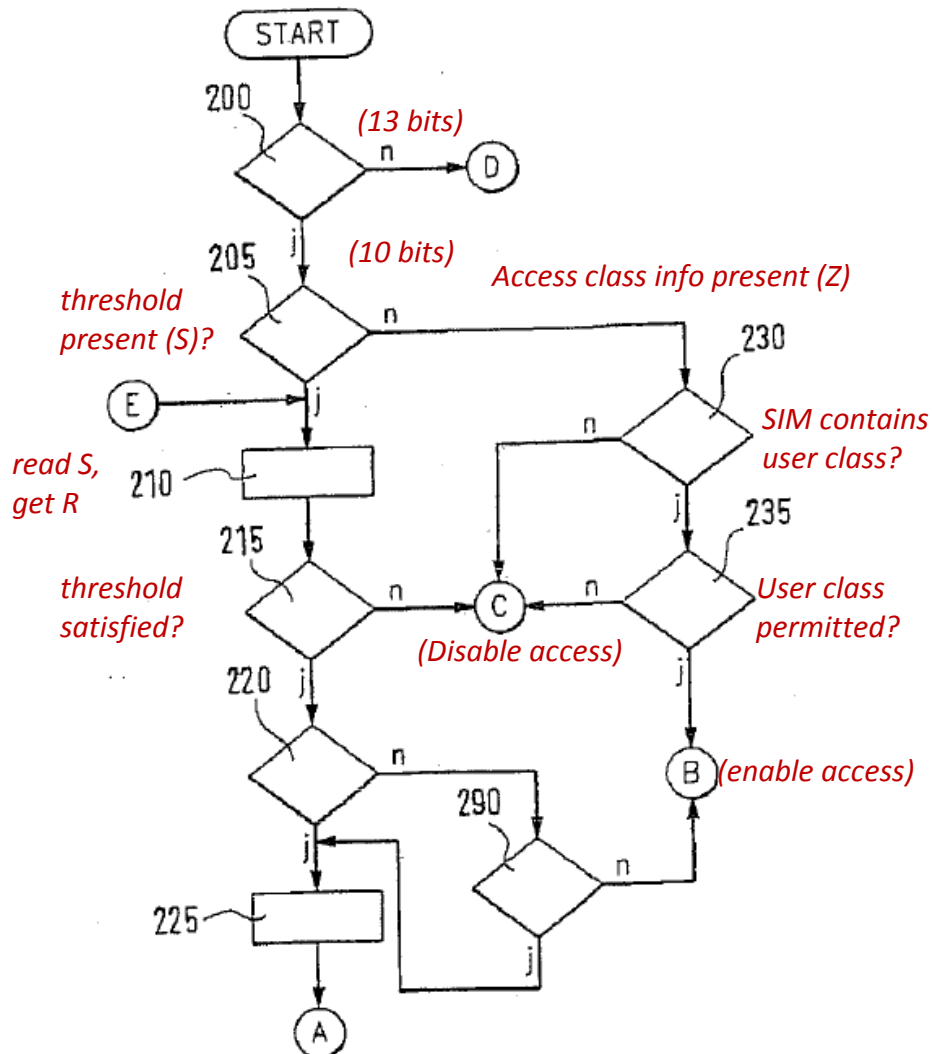 START
200
(13 bits)
n
D
j
205
(10 bits)
Access class info present (Z)
threshold
present (S)?
n
230
E
j
n
SIM contains
user class?
read S,
get R
210
j
235
215
threshold
satisfied?
n
C
n
User class
permitted?
(Disable access)
220
j
j
n
B
(enable access)
290
j
n
225
j
A